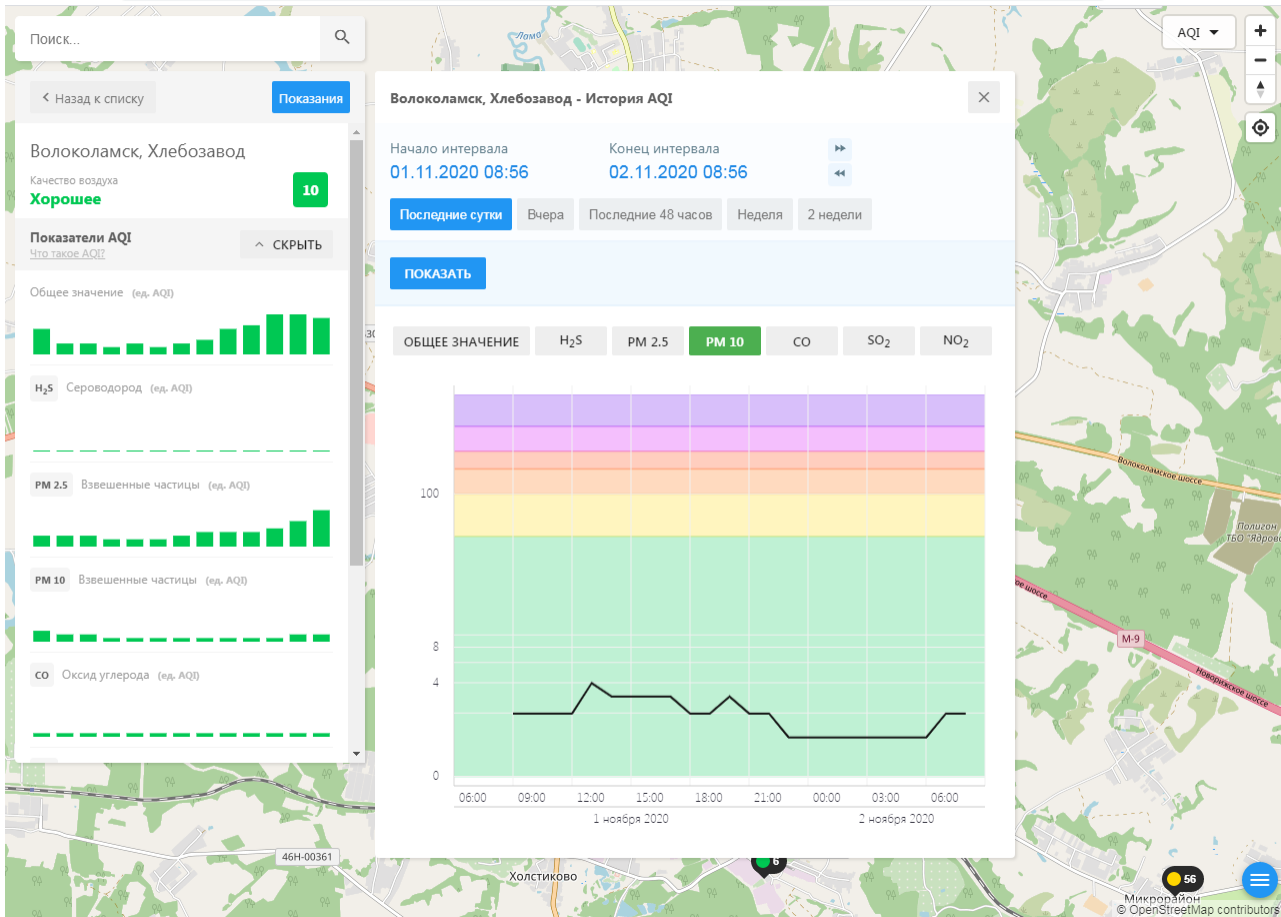 Поиск...
Ломо
AQI
Назад к списку
Показания
Волоколамск, Хлебозавод
Качество воздуха
Хорошее
10
Показатели AQI
Что такое AQI?
СКРЫТЬ
Общее значение (ед. AQI)
H2S Сероводород (ед. AQI)
PM 2.5 Взвешенные частицы (ед. AQI)
PM 10 Взвешенные частицы (ед. AQI)
CO Оксид углерода (ед. AQI)
Волоколамск, Хлебозавод - История AQI
Начало интервала
01.11.2020 08:56
Конец интервала
02.11.2020 08:56
Последние сутки
Вчера
Последние 48 часов
Неделя
2 недели
ПОКАЗАТЬ
ОБЩЕЕ ЗНАЧЕНИЕ
H2S
PM 2.5
PM 10
CO
SO2
NO2
100
8
4
0
06:00 09:00 12:00 15:00 18:00 21:00 00:00 03:00 06:00
1 ноября 2020
2 ноября 2020
Волоколамское шоссе
Полигон
ТБО "Ядрово
шоссе
М-9
Новорижское шоссе
46Н-00361
6
Холстиково
56
Микрорайон
© OpenStreetMap contributors